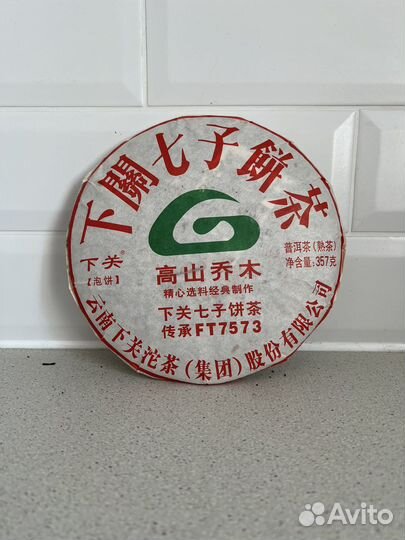 下關七子餅茶
下关®
【泡饼】
高山乔木
精心选料经典制作
下关七子饼茶
传承FT7573
普洱茶(熟茶)
净含量:357克
云南下关沱茶(集团)股份有限公司
Avito